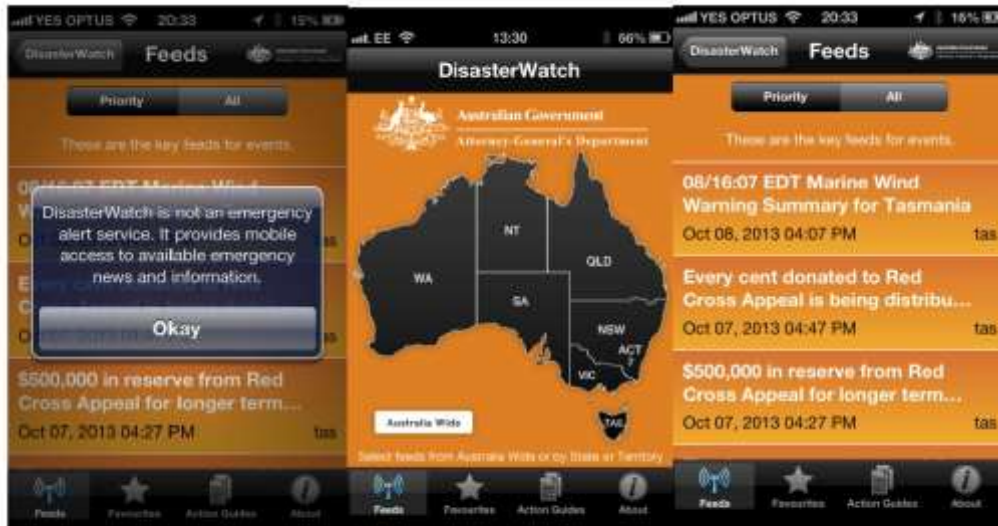 YES OPTUS 20:33 15%
DisasterWatch Feeds
Priority All
These are the key feeds for events.
DisasterWatch is not an emergency
alert service. It provides mobile
access to available emergency
news and information.
Okay
$500,000 in reserve from Red
Cross Appeal for longer term...
Oct 07, 2013 04:27 PM tas
Feeds Favourites Action Guides About
EE 13:30 66%
DisasterWatch
Australian Government
Attorney-General's Department
NT
QLD
WA
SA
NSW
ACT
VIC
TAS
Australia Wide
Select feeds from Australia Wide or by State or Territory
Feeds Favourites Action Guides About
YES OPTUS 20:33 16%
DisasterWatch Feeds
Priority All
These are the key feeds for events.
08/16:07 EDT Marine Wind
Warning Summary for Tasmania
Oct 08, 2013 04:07 PM tas
Every cent donated to Red
Cross Appeal is being distribu...
Oct 07, 2013 04:47 PM tas
$500,000 in reserve from Red
Cross Appeal for longer term...
Oct 07, 2013 04:27 PM tas
Feeds Favourites Action Guides About